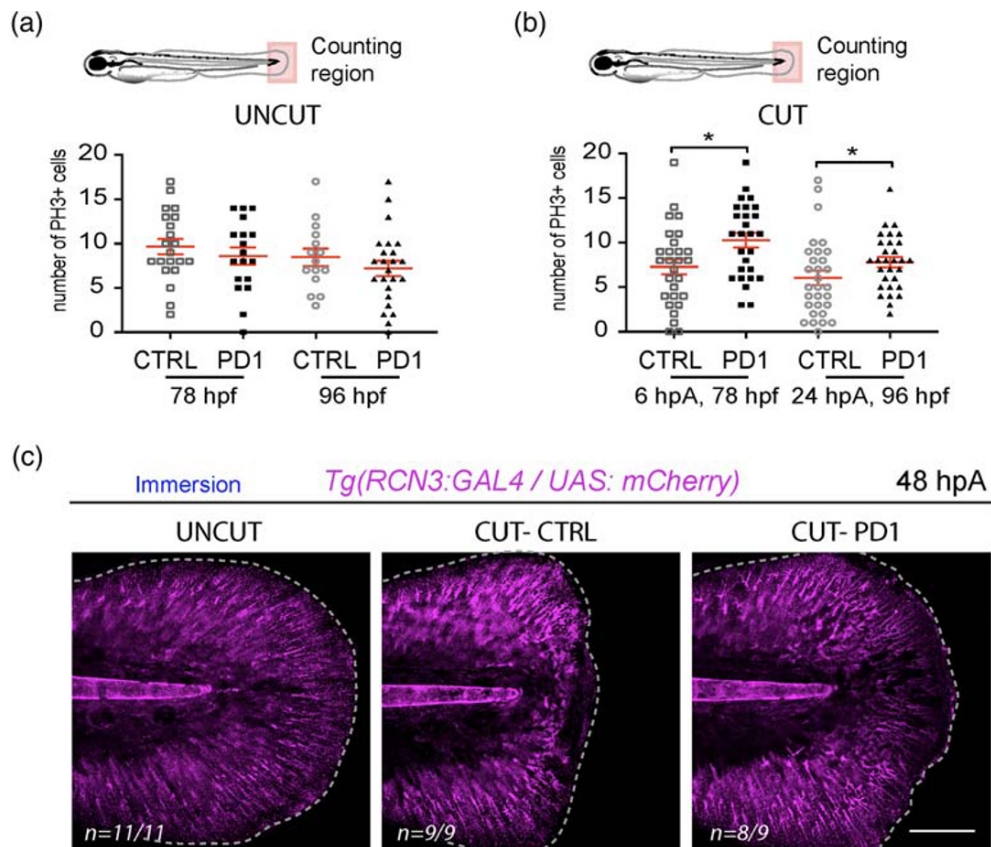 (a)
Counting
region
UNCUT
number of PH3+ cells
20
15
10
5
0
CTRL PD1 CTRL PD1
78 hpf 96 hpf
(b)
Counting
region
CUT
number of PH3+ cells
20
15
10
5
0
* *
CTRL PD1 CTRL PD1
6 hpA, 78 hpf 24 hpA, 96 hpf
(c)
Immersion Tg(RCN3:GAL4 / UAS: mCherry) 48 hpA
UNCUT CUT- CTRL CUT- PD1
n=11/11 n=9/9 n=8/9